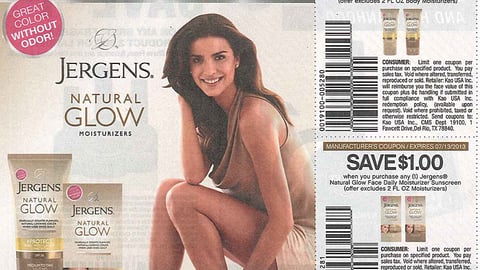 GREAT
COLOR
WITHOUT
ODOR!
JERGENS®
NATURAL
GLOW
MOISTURIZERS
JERGENS
NATURAL
GLOW
+PROTECT
JERGENS
NATURAL
GLOW
(offer excludes 2 FL OZ Body Moisturizers)
CONSUMER: Limit one coupon per
purchase on specified product. You pay
sales tax. Void where altered, transferred,
reproduced or sold. Retailer: Kao USA Inc.
will reimburse you the face value of this
coupon plus 8¢ handling if submitted in
full compliance with Kao USA Inc.
redemption policy, (available upon
request). Void where prohibited, taxed or
otherwise restricted. Send coupons to:
Kao USA Inc., CMS Dept 19100, 1
Fawcett Drive, Del Rio, TX 78840.
0019100-405280
MANUFACTURER'S COUPON / EXPIRES 07/13/2013
SAVE $1.00
when you purchase any (1) Jergens®
Natural Glow Face Daily Moisturizer Sunscreen
(offer excludes 2 FL OZ Moisturizers)
CONSUMER: Limit one coupon per
purchase on specified product. You pay
sales tax. Void where altered, transferred,
reproduced or sold. Retailer: Kao USA Inc.